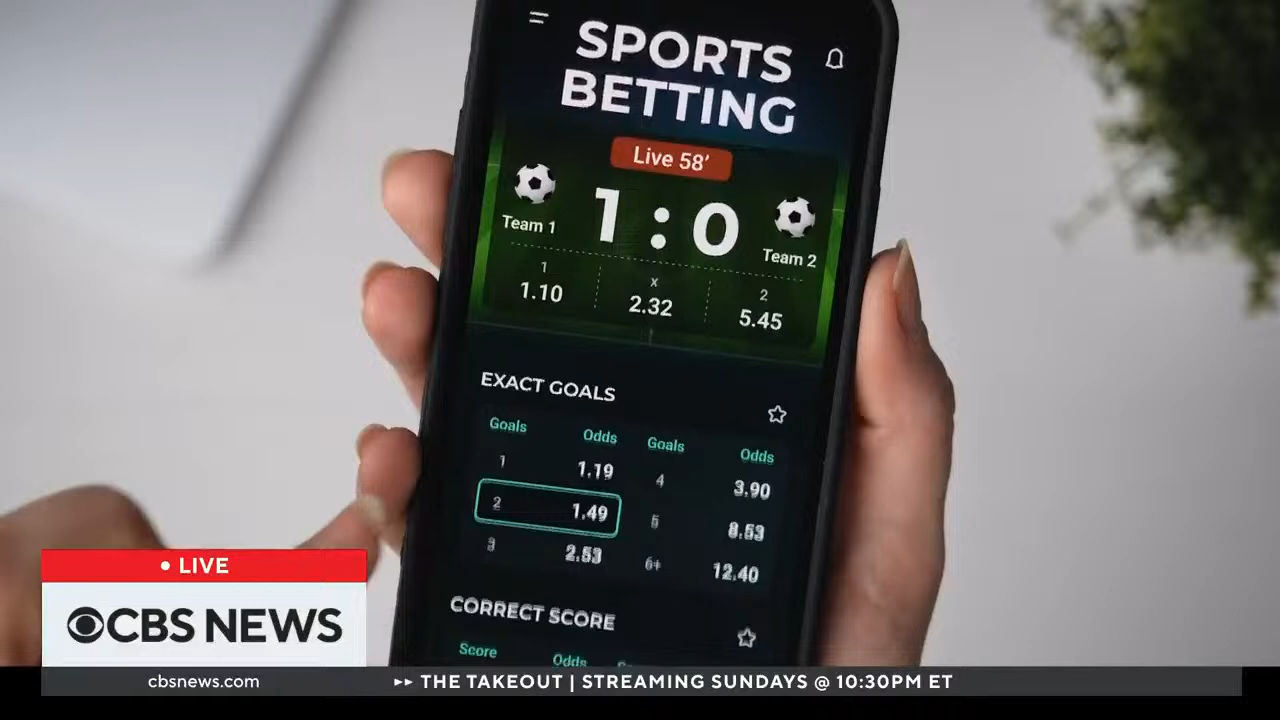 SPORTS
BETTING
Live 58'
1 : 0
Team 1
Team 2
1
x
2
1.10
2.32
5.45
EXACT GOALS
Goals
Odds
Goals
Odds
1
1.19
4
3.90
2
1.49
5
8.53
3
2.53
6+
12.40
CORRECT SCORE
Score
Odds
• LIVE
CBS NEWS
cbsnews.com
▸▸ THE TAKEOUT | STREAMING SUNDAYS @ 10:30PM ET